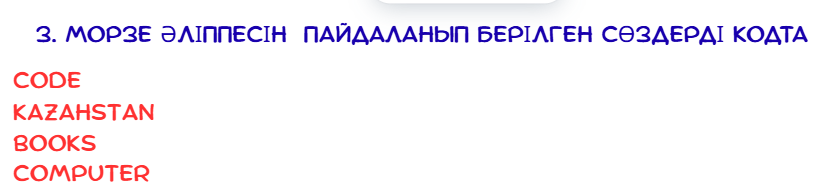 3. МОРЗЕ ӘЛІППЕСІН ПАЙДАЛАНЫП БЕРІЛГЕН СӨЗДЕРДІ КОДТА
CODE
KAZAHSTAN
BOOKS
COMPUTER